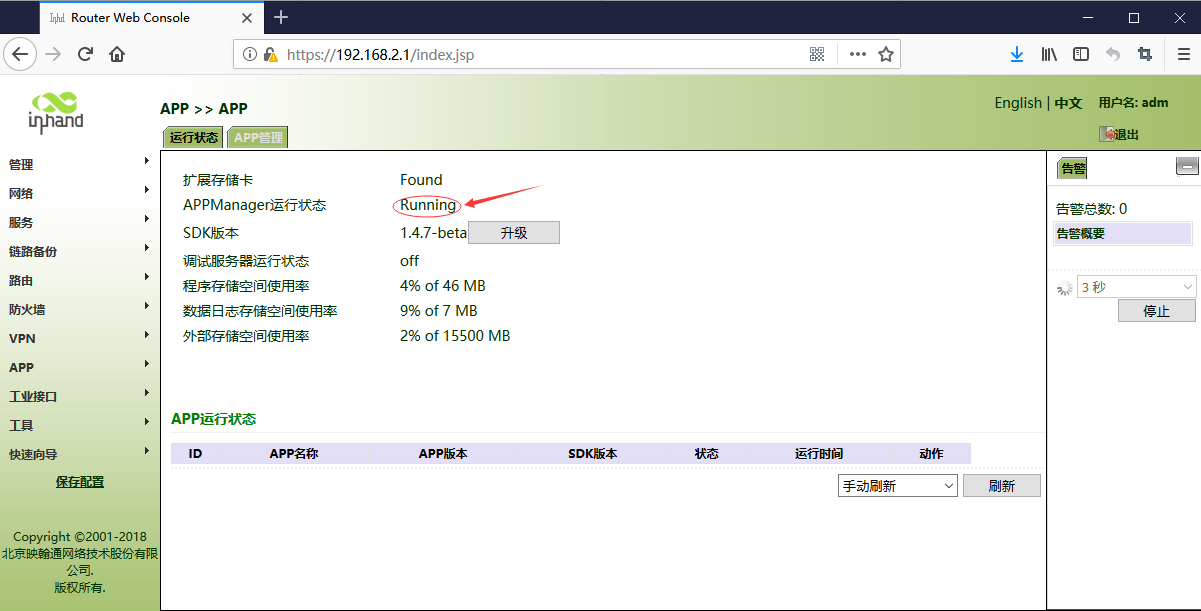 Inhd Router Web Console
https://192.168.2.1/index.jsp
inhand
APP >> APP
English | 中文 用户名: adm
退出
运行状态 APP管理
管理
网络
服务
链路备份
路由
防火墙
VPN
APP
工业接口
工具
快速向导
保存配置
Copyright ©2001-2018
北京映翰通网络技术股份有限
公司.
版权所有.
扩展存储卡 Found
APPManager运行状态 Running
SDK版本 1.4.7-beta 升级
调试服务器运行状态 off
程序存储空间使用率 4% of 46 MB
数据日志存储空间使用率 9% of 7 MB
外部存储空间使用率 2% of 15500 MB
APP运行状态
ID APP名称 APP版本 SDK版本 状态 运行时间 动作
手动刷新 刷新
告警
告警总数: 0
告警概要
3 秒
停止